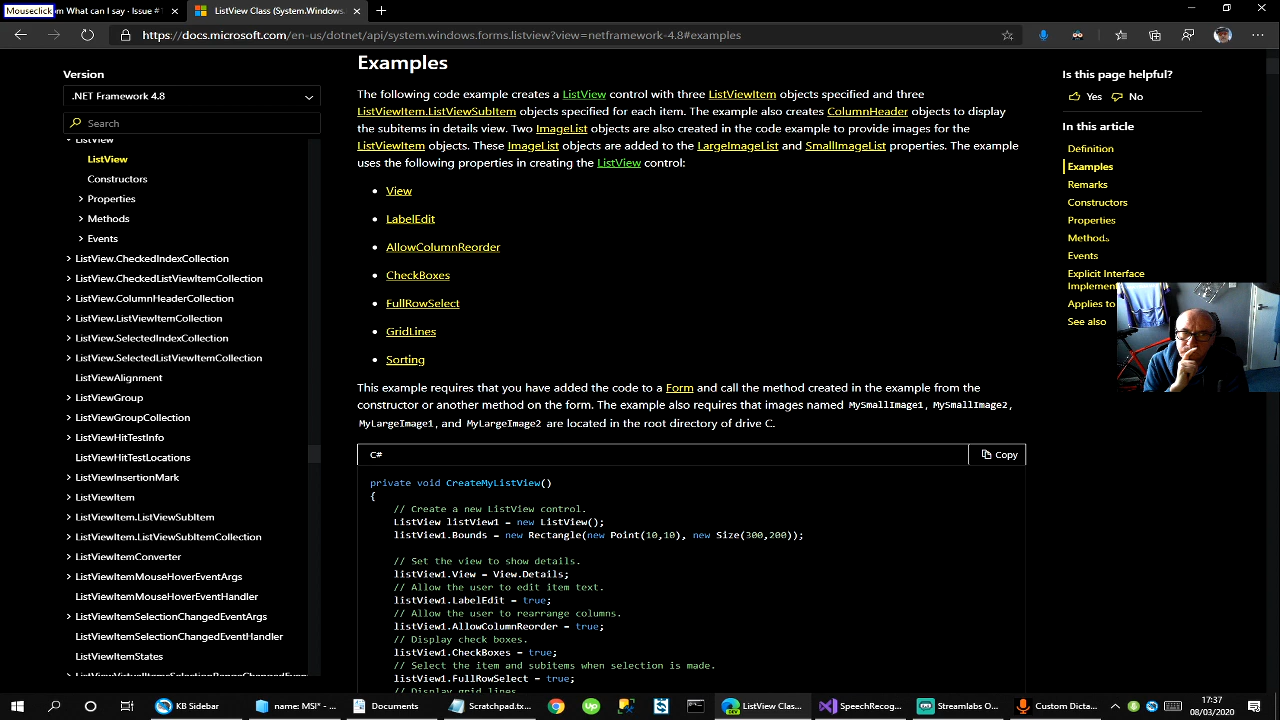 Mouseclick
m What can I say · Issue #1
ListView Class (System.Windows.
https://docs.microsoft.com/en-us/dotnet/api/system.windows.forms.listview?view=netframework-4.8#examples
Version
.NET Framework 4.8
Search
ListView
ListView
Constructors
Properties
Methods
Events
ListView.CheckedIndexCollection
ListView.CheckedListViewItemCollection
ListView.ColumnHeaderCollection
ListView.ListViewItemCollection
ListView.SelectedIndexCollection
ListView.SelectedListViewItemCollection
ListViewAlignment
ListViewGroup
ListViewGroupCollection
ListViewHitTestInfo
ListViewHitTestLocations
ListViewInsertionMark
ListViewItem
ListViewItem.ListViewSubItem
ListViewItem.ListViewSubItemCollection
ListViewItemConverter
ListViewItemMouseHoverEventArgs
ListViewItemMouseHoverEventHandler
ListViewItemSelectionChangedEventArgs
ListViewItemSelectionChangedEventHandler
ListViewItemStates
Examples
The following code example creates a ListView control with three ListViewItem objects specified and three
ListViewItem.ListViewSubItem objects specified for each item. The example also creates ColumnHeader objects to display
the subitems in details view. Two ImageList objects are also created in the code example to provide images for the
ListViewItem objects. These ImageList objects are added to the LargeImageList and SmallImageList properties. The example
uses the following properties in creating the ListView control:
• View
• LabelEdit
• AllowColumnReorder
• CheckBoxes
• FullRowSelect
• GridLines
• Sorting
This example requires that you have added the code to a Form and call the method created in the example from the
constructor or another method on the form. The example also requires that images named MySmallImage1, MySmallImage2,
MyLargeImage1, and MyLargeImage2 are located in the root directory of drive C.
C#
Copy
private void CreateMyListView()
{
// Create a new ListView control.
ListView listView1 = new ListView();
listView1.Bounds = new Rectangle(new Point(10,10), new Size(300,200));
// Set the view to show details.
listView1.View = View.Details;
// Allow the user to edit item text.
listView1.LabelEdit = true;
// Allow the user to rearrange columns.
listView1.AllowColumnReorder = true;
// Display check boxes.
listView1.CheckBoxes = true;
// Select the item and subitems when selection is made.
listView1.FullRowSelect = true;
// Display grid lines.
Is this page helpful?
Yes
No
In this article
Definition
Examples
Remarks
Constructors
Properties
Methods
Events
Explicit Interface
Implemen
Applies to
See also
KB Sidebar
name: MSI* - ...
Documents
Scratchpad.tx...
Up
ListView Clas...
SpeechRecog...
Streamlabs O...
Custom Dicta...
17:37
08/03/2020